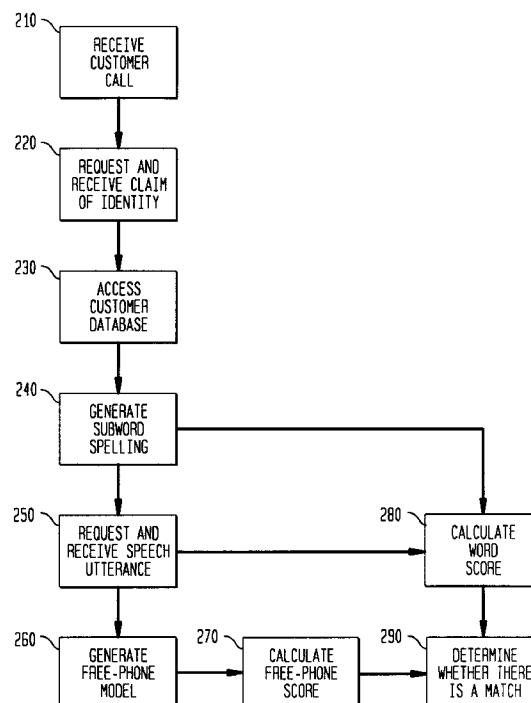 210
RECEIVE
CUSTOMER
CALL
220
REQUEST AND
RECEIVE CLAIM
OF IDENTITY
230
ACCESS
CUSTOMER
DATABASE
240
GENERATE
SUBWORD
SPELLING
250
REQUEST AND
RECEIVE SPEECH
UTTERANCE
280
CALCULATE
WORD
SCORE
260
GENERATE
FREE-PHONE
MODEL
270
CALCULATE
FREE-PHONE
SCORE
290
DETERMINE
WHETHER THERE
IS A MATCH